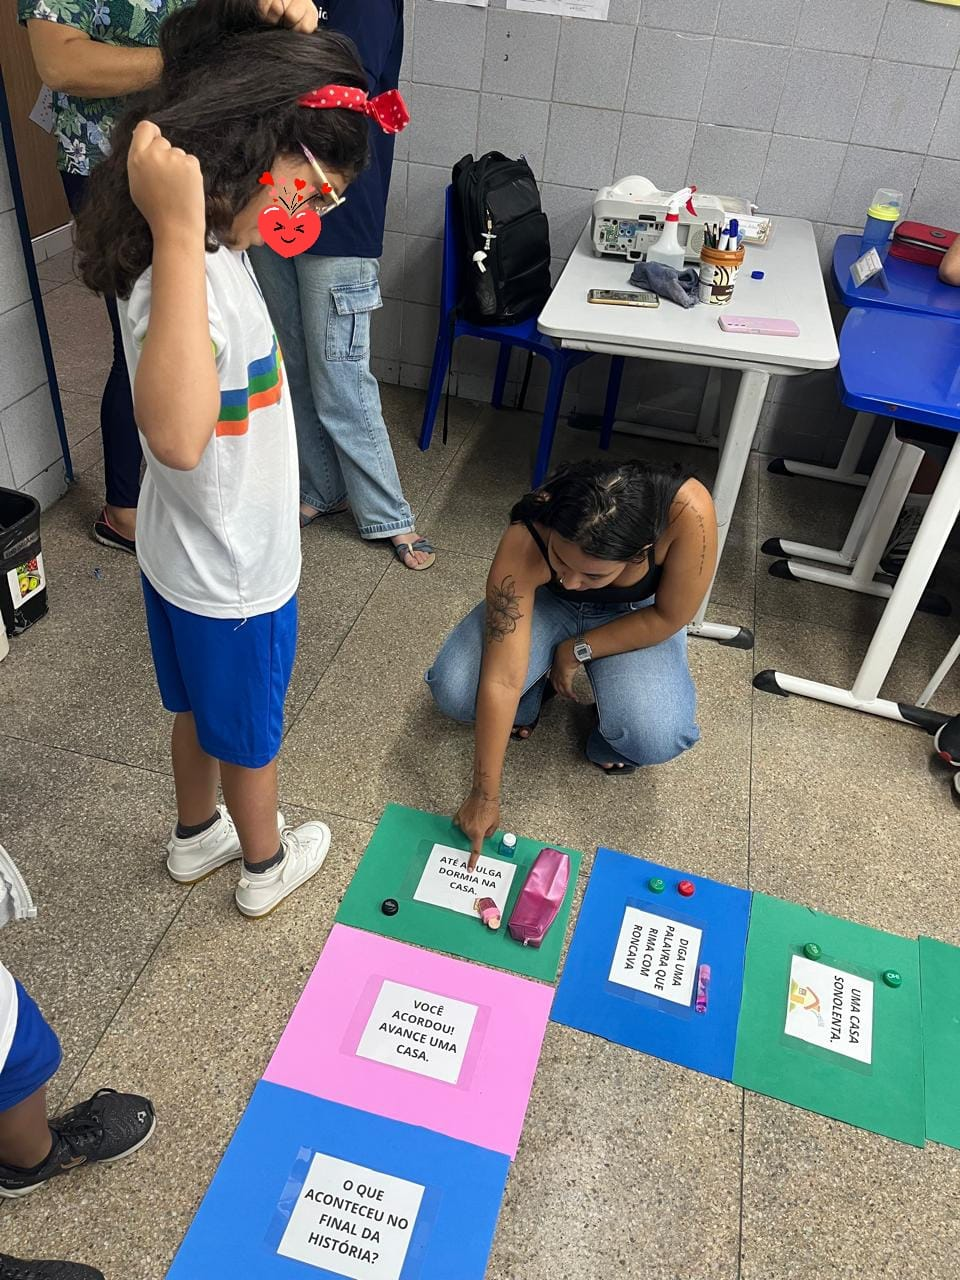 ATÉ A PULGA
DORMIA NA
CASA.
DIGA UMA
PALAVRA QUE
RIMA COM
RONCAVA
UMA CASA
SONOLENTA.
VOCÊ
ACORDOU!
AVANCE UMA
CASA.
O QUE
ACONTECEU NO
FINAL DA
HISTÓRIA?